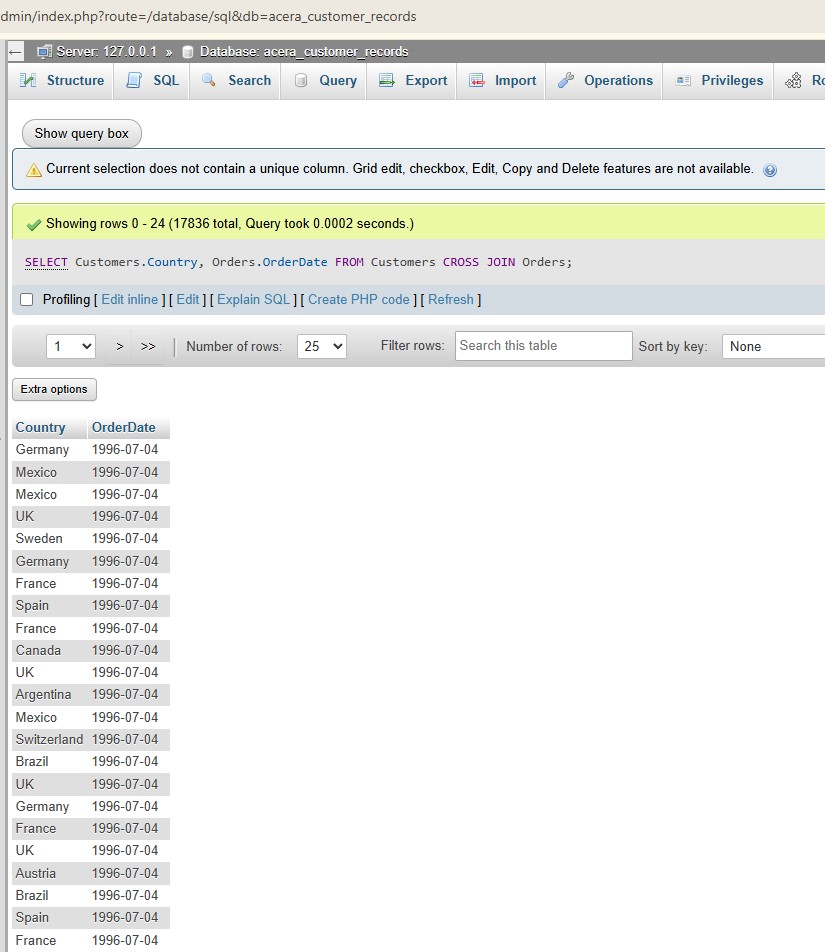 dmin/index.php?route=/database/sql&db=acera_customer_records
← Server: 127.0.0.1 » Database: acera_customer_records
Structure SQL Search Query Export Import Operations Privileges Ro
Show query box
Current selection does not contain a unique column. Grid edit, checkbox, Edit, Copy and Delete features are not available.
Showing rows 0 - 24 (17836 total, Query took 0.0002 seconds.)
SELECT Customers.Country, Orders.OrderDate FROM Customers CROSS JOIN Orders;
Profiling [ Edit inline ] [ Edit ] [ Explain SQL ] [ Create PHP code ] [ Refresh ]
1 > >> | Number of rows: 25 Filter rows: Search this table Sort by key: None
Extra options
Country OrderDate
Germany 1996-07-04
Mexico 1996-07-04
Mexico 1996-07-04
UK 1996-07-04
Sweden 1996-07-04
Germany 1996-07-04
France 1996-07-04
Spain 1996-07-04
France 1996-07-04
Canada 1996-07-04
UK 1996-07-04
Argentina 1996-07-04
Mexico 1996-07-04
Switzerland 1996-07-04
Brazil 1996-07-04
UK 1996-07-04
Germany 1996-07-04
France 1996-07-04
UK 1996-07-04
Austria 1996-07-04
Brazil 1996-07-04
Spain 1996-07-04
France 1996-07-04